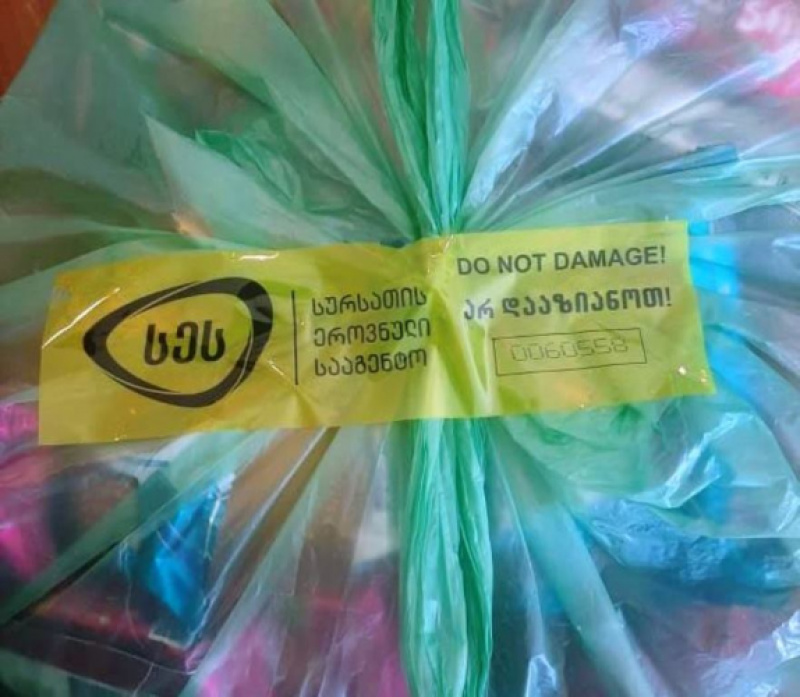 სეს
სურსათის
ეროვნული
სააგენტო
DO NOT DAMAGE!
არ დააზიანოთ!
0060558